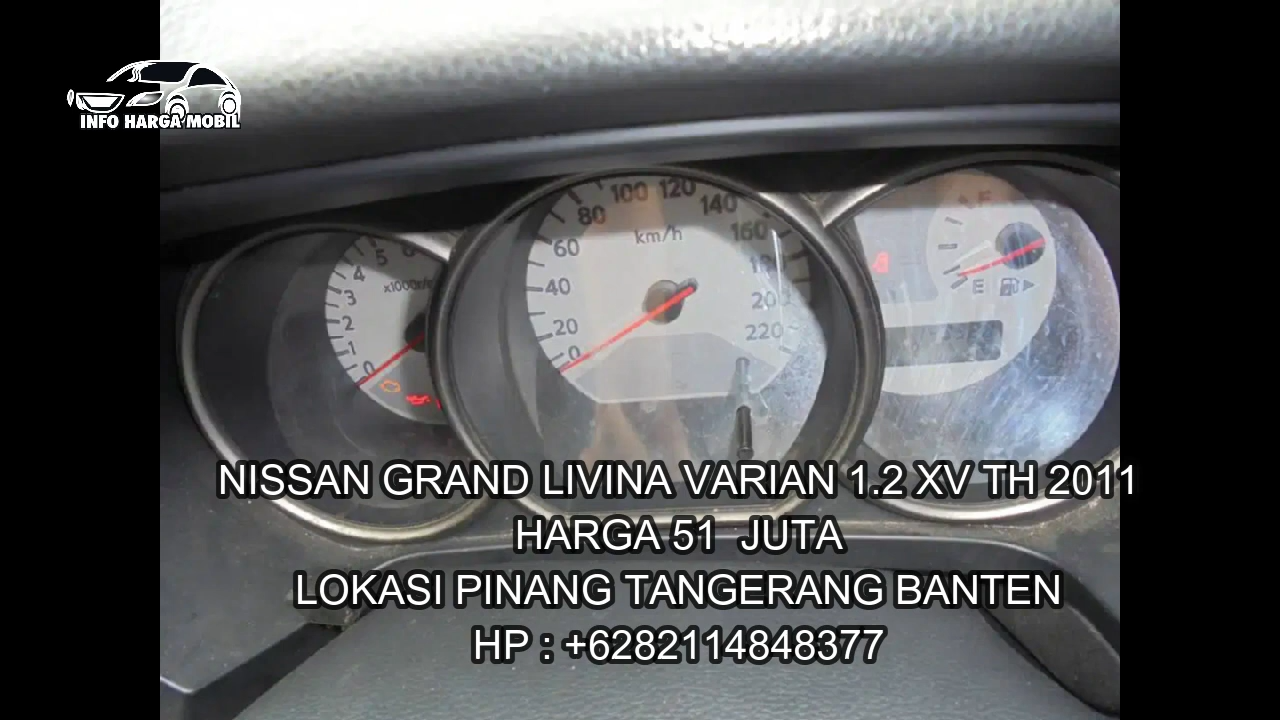 INFO HARGA MOBIL
5
4
3
2
1
0
x1000r/m
100
120
80
140
60
km/h
160
40
20
220
0
F
E
NISSAN GRAND LIVINA VARIAN 1.2 XV TH 2011
HARGA 51 JUTA
LOKASI PINANG TANGERANG BANTEN
HP : +6282114848377